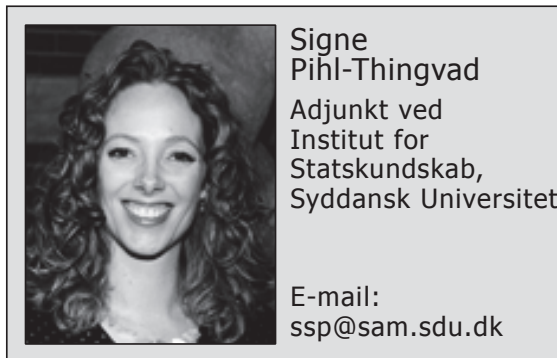 Signe
Pihl-Thingvad
Adjunkt ved
Institut for
Statskundskab,
Syddansk Universitet
E-mail:
ssp@sam.sdu.dk